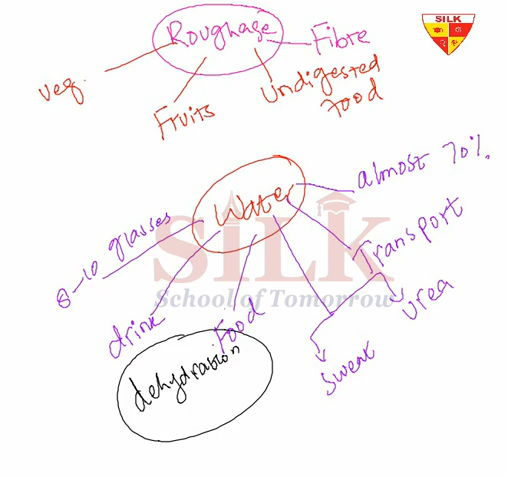 SILK
Roughage
Fibre
veg.
Fruits
Undigested
food
Water
almost 70%.
8-10 glasses
Transport
SILK
School of Tomorrow
drink
Food
urea
sweat
dehydration